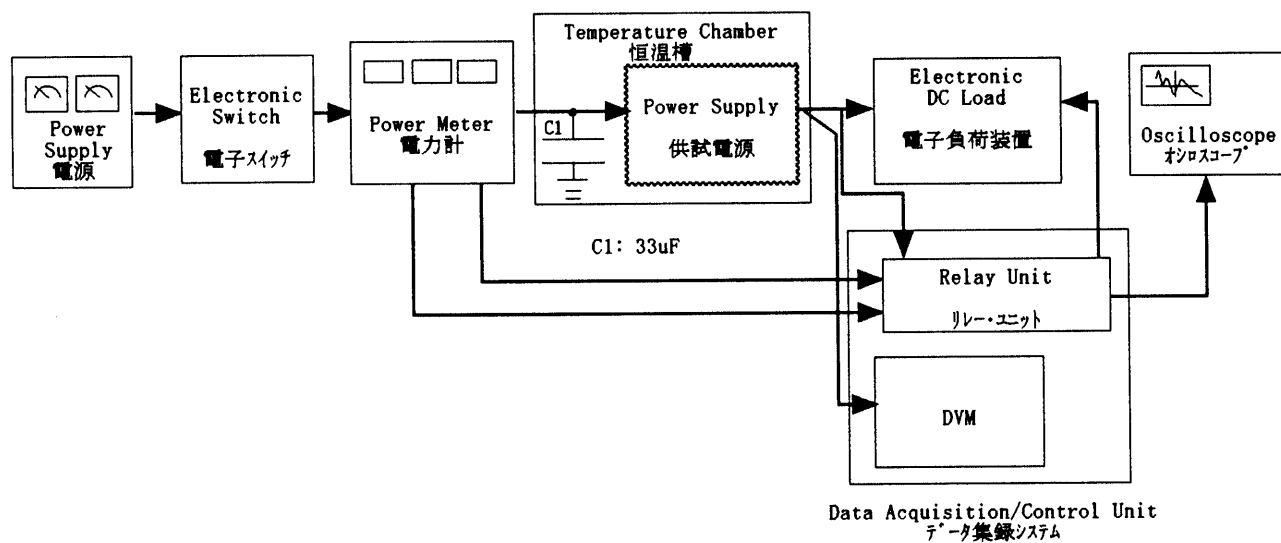 Power
Supply
電源
Electronic
Switch
電子スイッチ
Power Meter
電力計
Temperature Chamber
恒温槽
C1
Power Supply
供試電源
Electronic
DC Load
電子負荷装置
Oscilloscope
オシロスコープ
C1: 33uF
Relay Unit
リレー・ユニット
DVM
Data Acquisition/Control Unit
データ集録システム